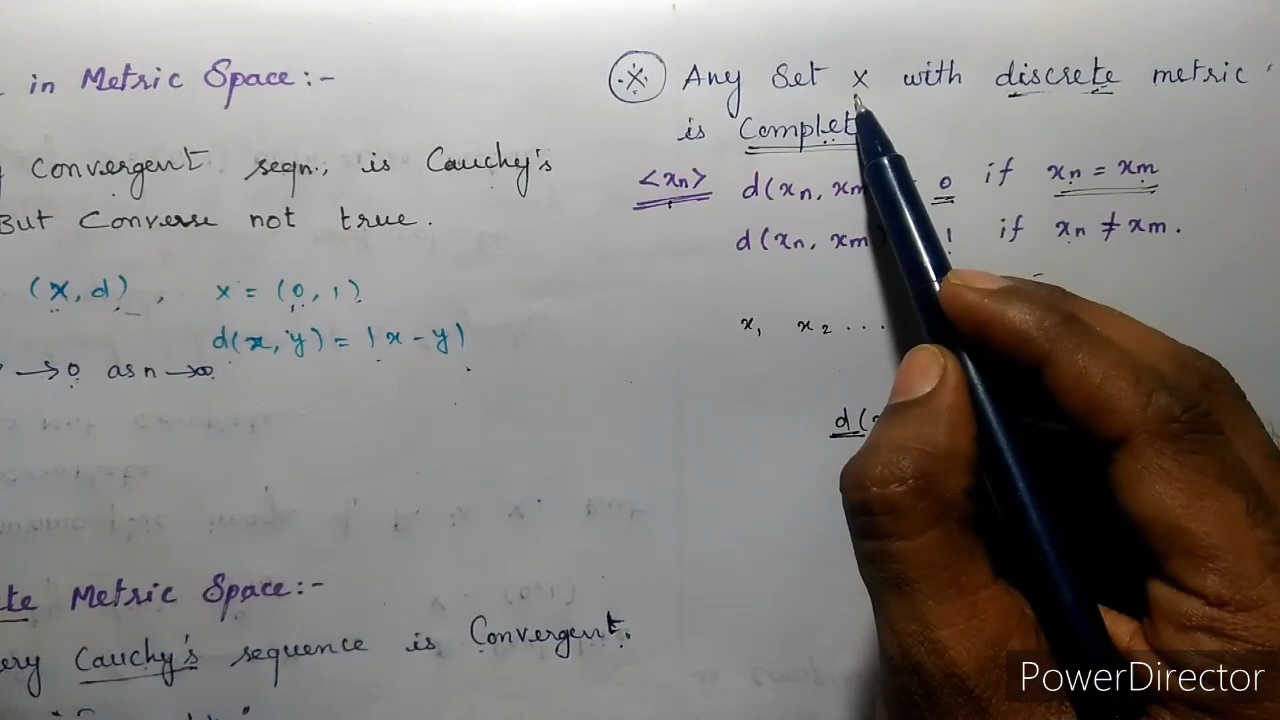 in Metric Space:-
Convergent seqn., is Cauchy's
But Converse not true.
(X, d) , x = (0, 1)
d(x, y) = |x - y|
→ 0 as n → ∞
Metric Space:-
Cauchy's sequence is Convergent.
Any Set X with discrete metric
is Complet
<xn> d(xn, xm 0 if xn = xm
d(xn, xm 1 if xn ≠ xm.
x1 x2 ...
d(
PowerDirector